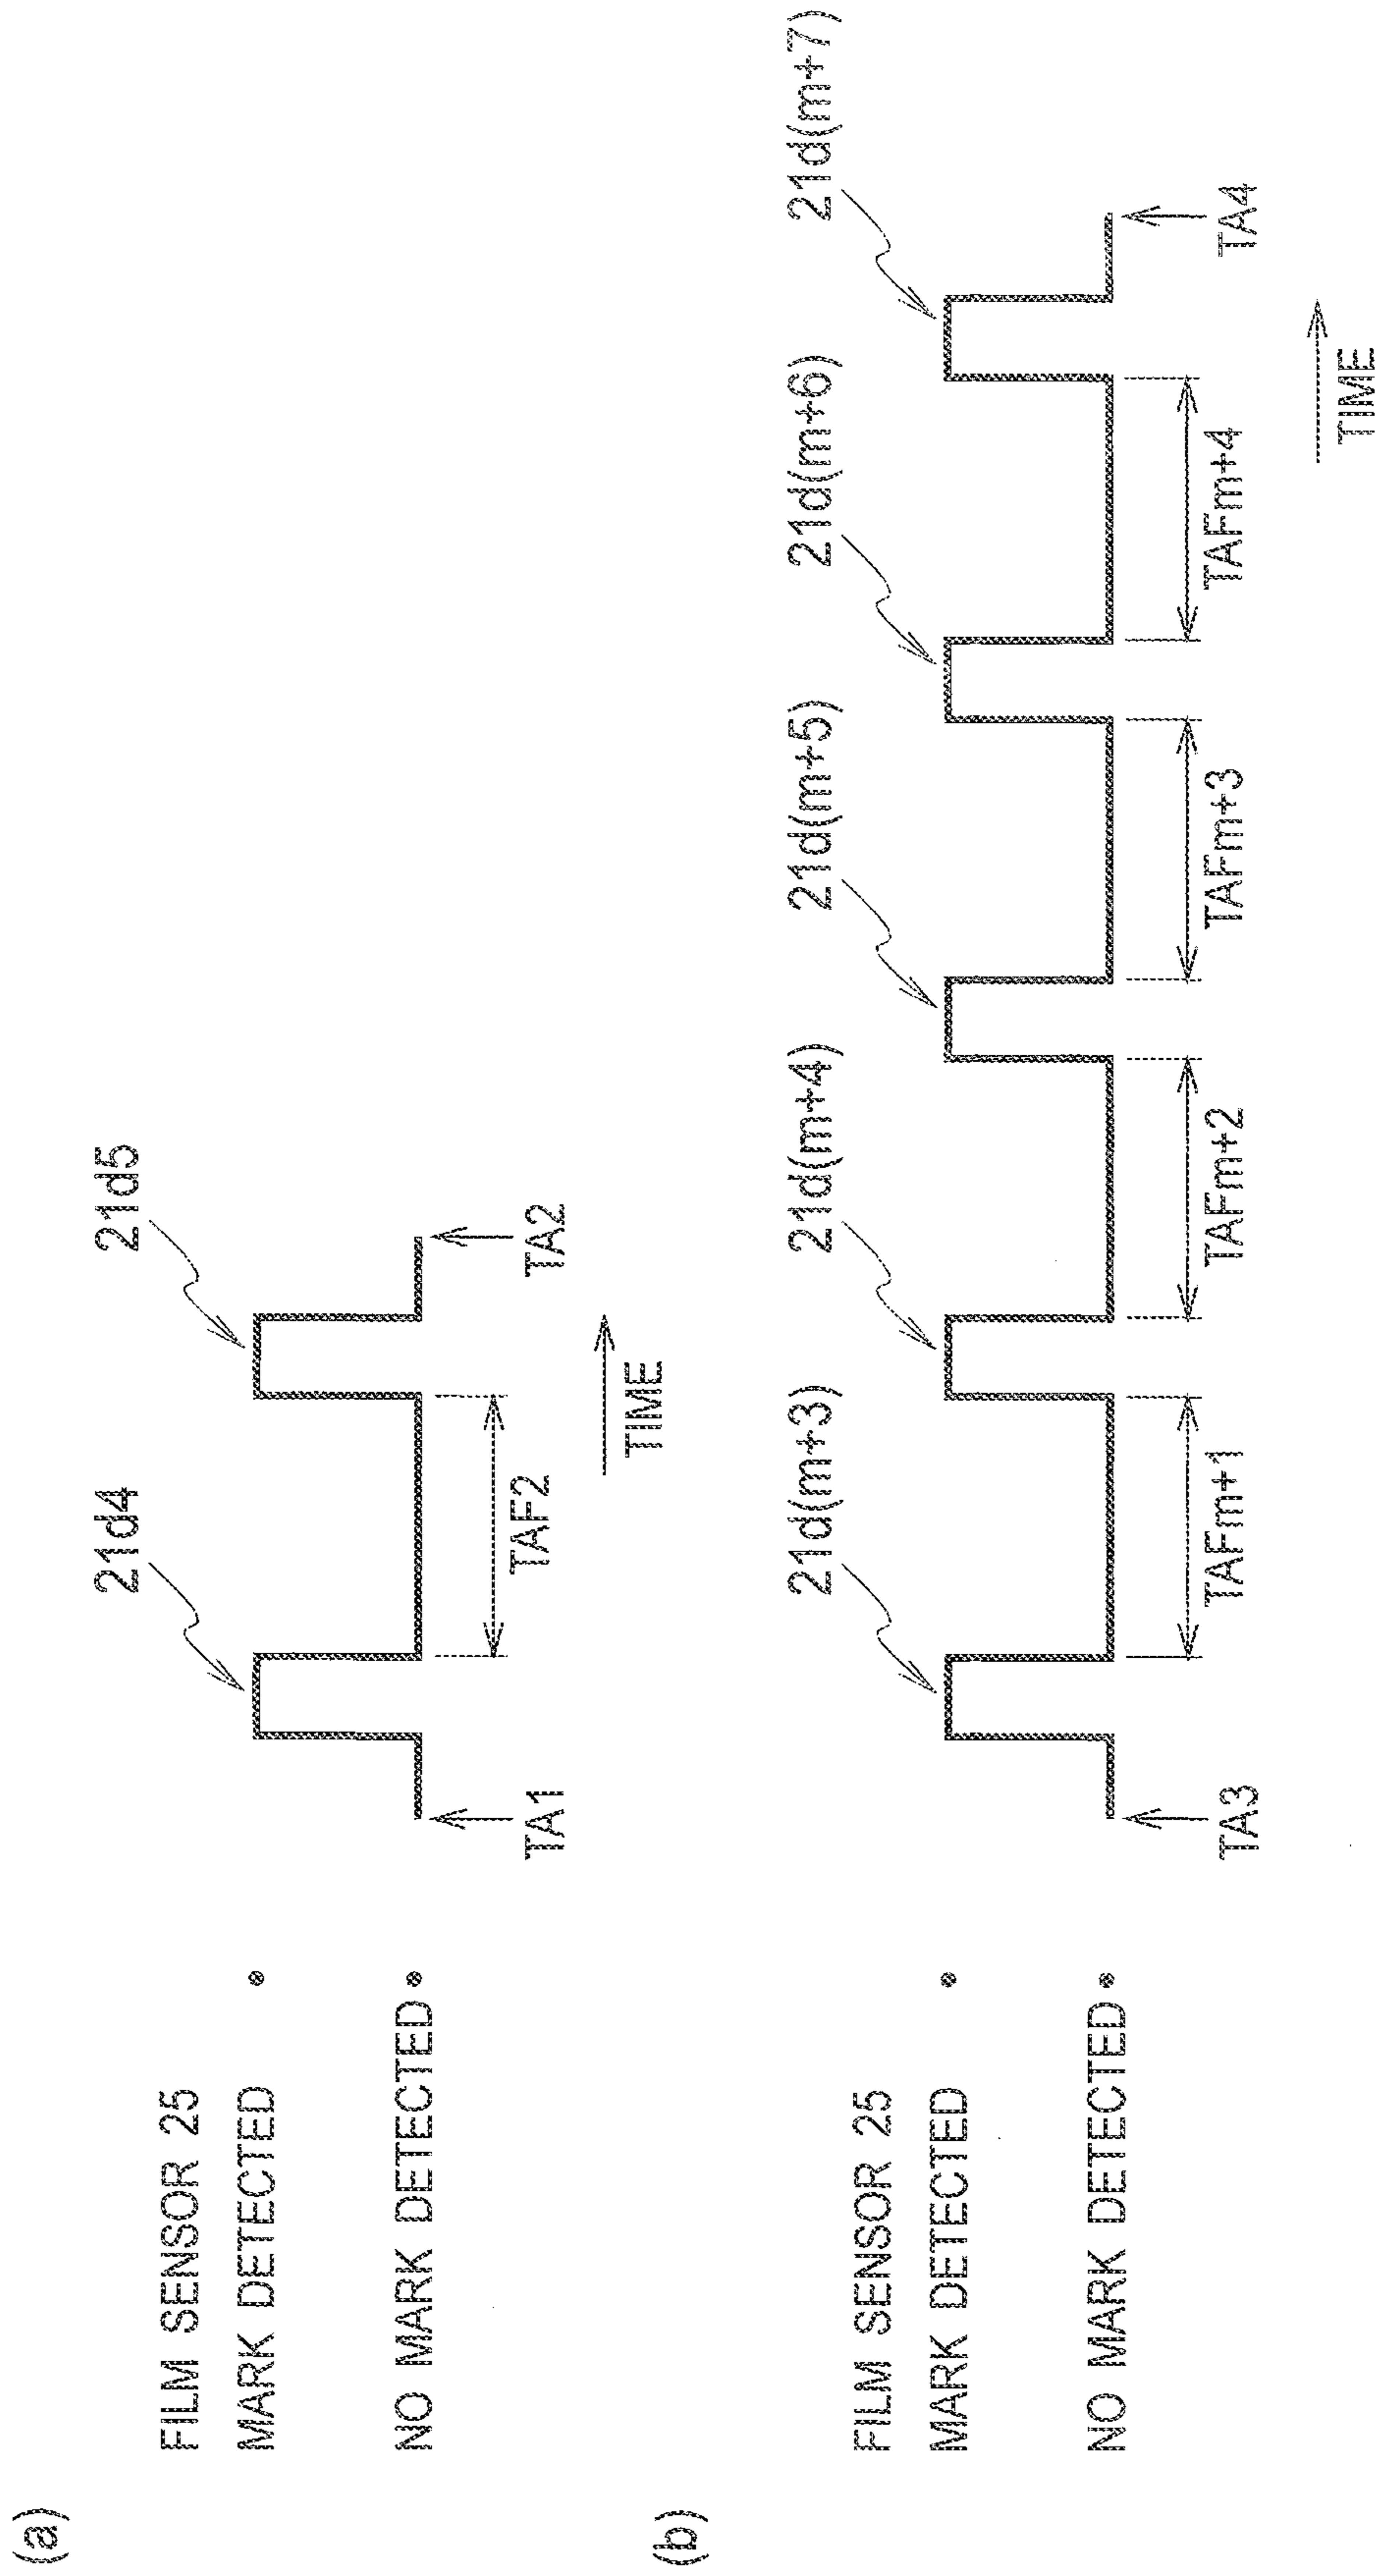 (a)
FILM SENSOR 25
MARK DETECTED
NO MARK DETECTED
21d4
21d5
TA1
TAF2
TA2
TIME
(b)
FILM SENSOR 25
MARK DETECTED
NO MARK DETECTED
21d(m+3)
21d(m+4)
21d(m+5)
21d(m+6)
21d(m+7)
TA3
TAFm+1
TAFm+2
TAFm+3
TAFm+4
TA4
TIME